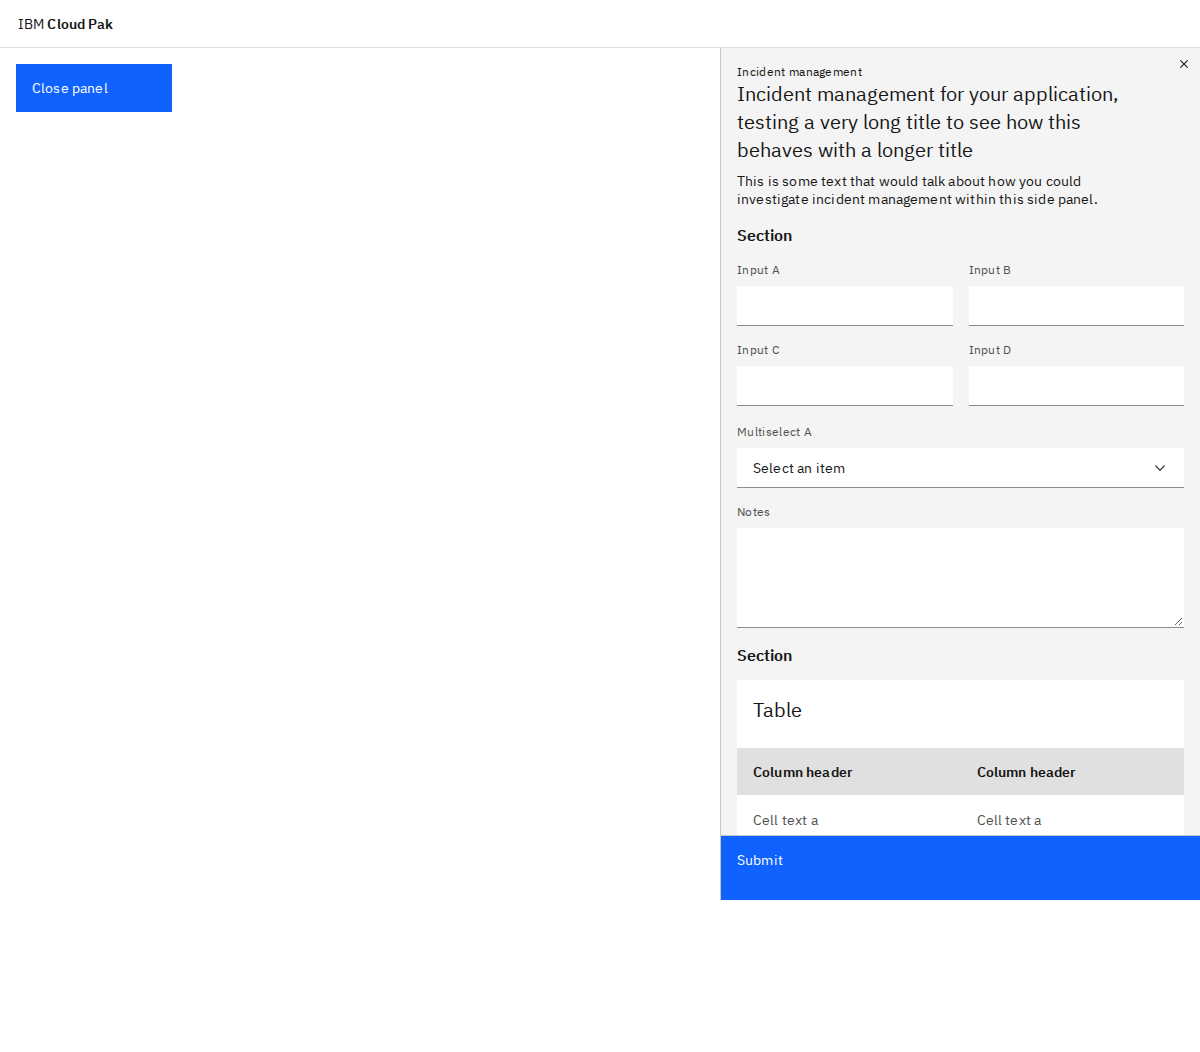 IBM Cloud Pak
Close panel
Incident management
Incident management for your application,
testing a very long title to see how this
behaves with a longer title
This is some text that would talk about how you could
investigate incident management within this side panel.
Section
Input A
Input B
Input C
Input D
Multiselect A
Select an item
Notes
Section
Table
Column header
Column header
Cell text a
Cell text a
Submit